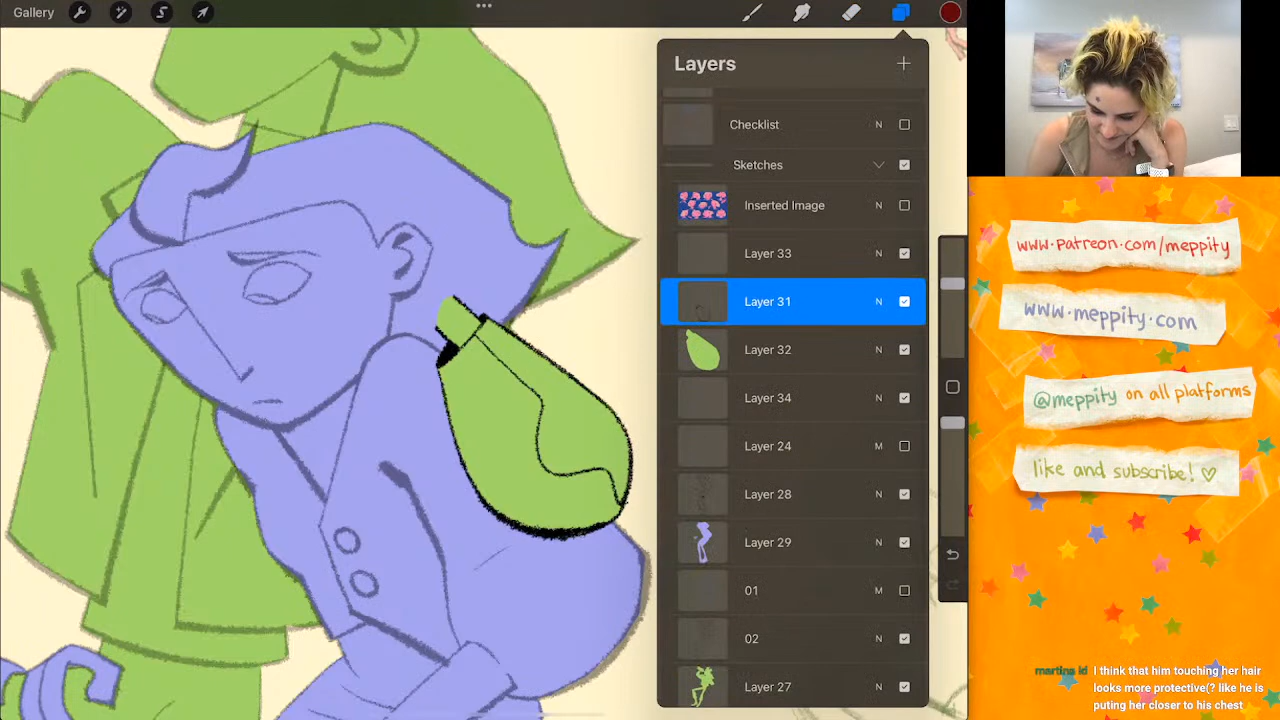 Gallery
Layers
Checklist N
Sketches
Inserted Image N
Layer 33 N
Layer 31 N
Layer 32 N
Layer 34 N
Layer 24 M
Layer 28 N
Layer 29 N
01 M
02 N
Layer 27 N
www.patreon.com/meppity
www.meppity.com
@meppity on all platforms
like and subscribe! ♡
martina id I think that him touching her hair
looks more protective(? like he is
puting her closer to his chest